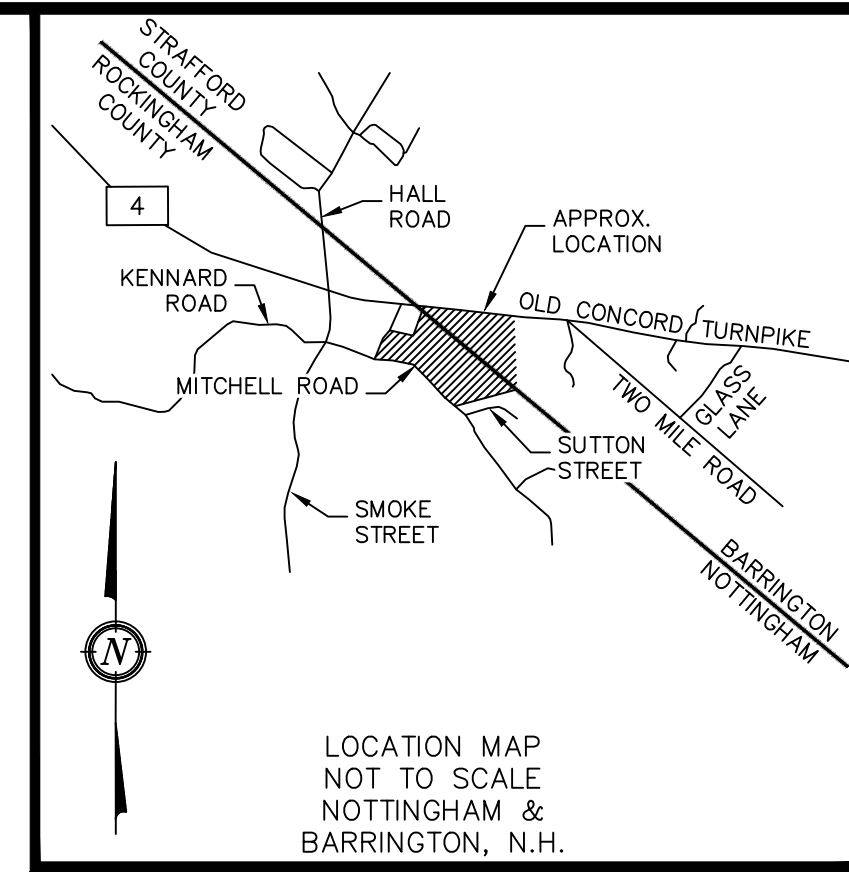 STRAFFORD
COUNTY
ROCKINGHAM
COUNTY
4
HALL
ROAD
APPROX.
LOCATION
KENNARD
ROAD
OLD CONCORD TURNPIKE
MITCHELL ROAD
TWO MILE ROAD
GLASS
LANE
SUTTON
STREET
SMOKE
STREET
BARRINGTON
NOTTINGHAM
N
LOCATION MAP
NOT TO SCALE
NOTTINGHAM &
BARRINGTON, N.H.